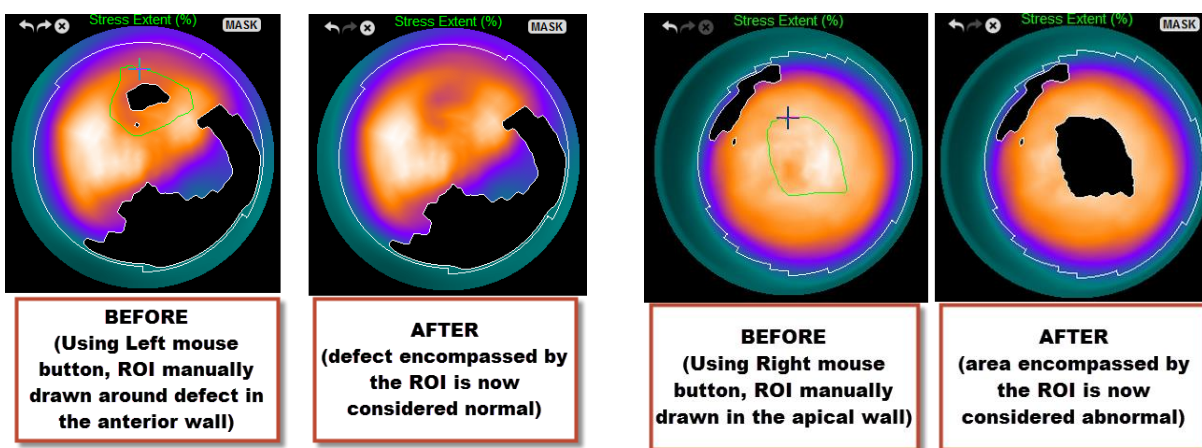 Stress Extent (%)
MASK
Stress Extent (%)
MASK
Stress Extent (%)
MASK
Stress Extent (%)
MASK
BEFORE
(Using Left mouse
button, ROI manually
drawn around defect in
the anterior wall)
AFTER
(defect encompassed by
the ROI is now
considered normal)
BEFORE
(Using Right mouse
button, ROI manually
drawn in the apical wall)
AFTER
(area encompassed by
the ROI is now
considered abnormal)